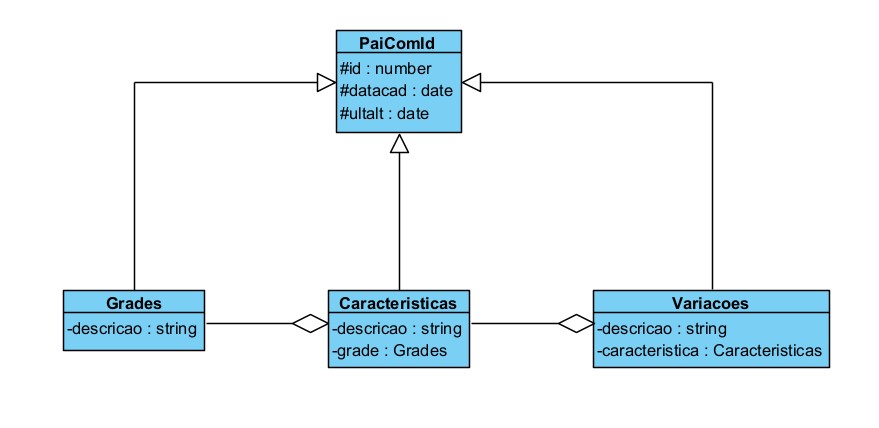 PaiComId
#id : number
#datacad : date
#ultalt : date
Grades
-descricao : string
Caracteristicas
-descricao : string
-grade : Grades
Variacoes
-descricao : string
-caracteristica : Caracteristicas